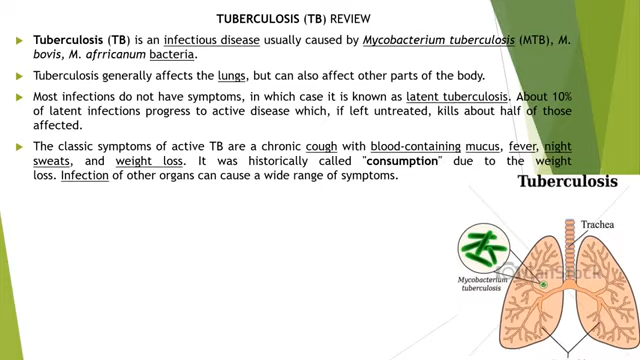 TUBERCULOSIS (TB) REVIEW
Tuberculosis (TB) is an infectious disease usually caused by Mycobacterium tuberculosis (MTB), M.
bovis, M. afrricanum bacteria.
Tuberculosis generally affects the lungs, but can also affect other parts of the body.
Most infections do not have symptoms, in which case it is known as latent tuberculosis. About 10%
of latent infections progress to active disease which, if left untreated, kills about half of those
affected.
The classic symptoms of active TB are a chronic cough with blood-containing mucus, fever, night
sweats, and weight loss. It was historically called "consumption" due to the weight
loss. Infection of other organs can cause a wide range of symptoms.
Tuberculosis
Trachea
Mycobacterium
tuberculosis
CanStock